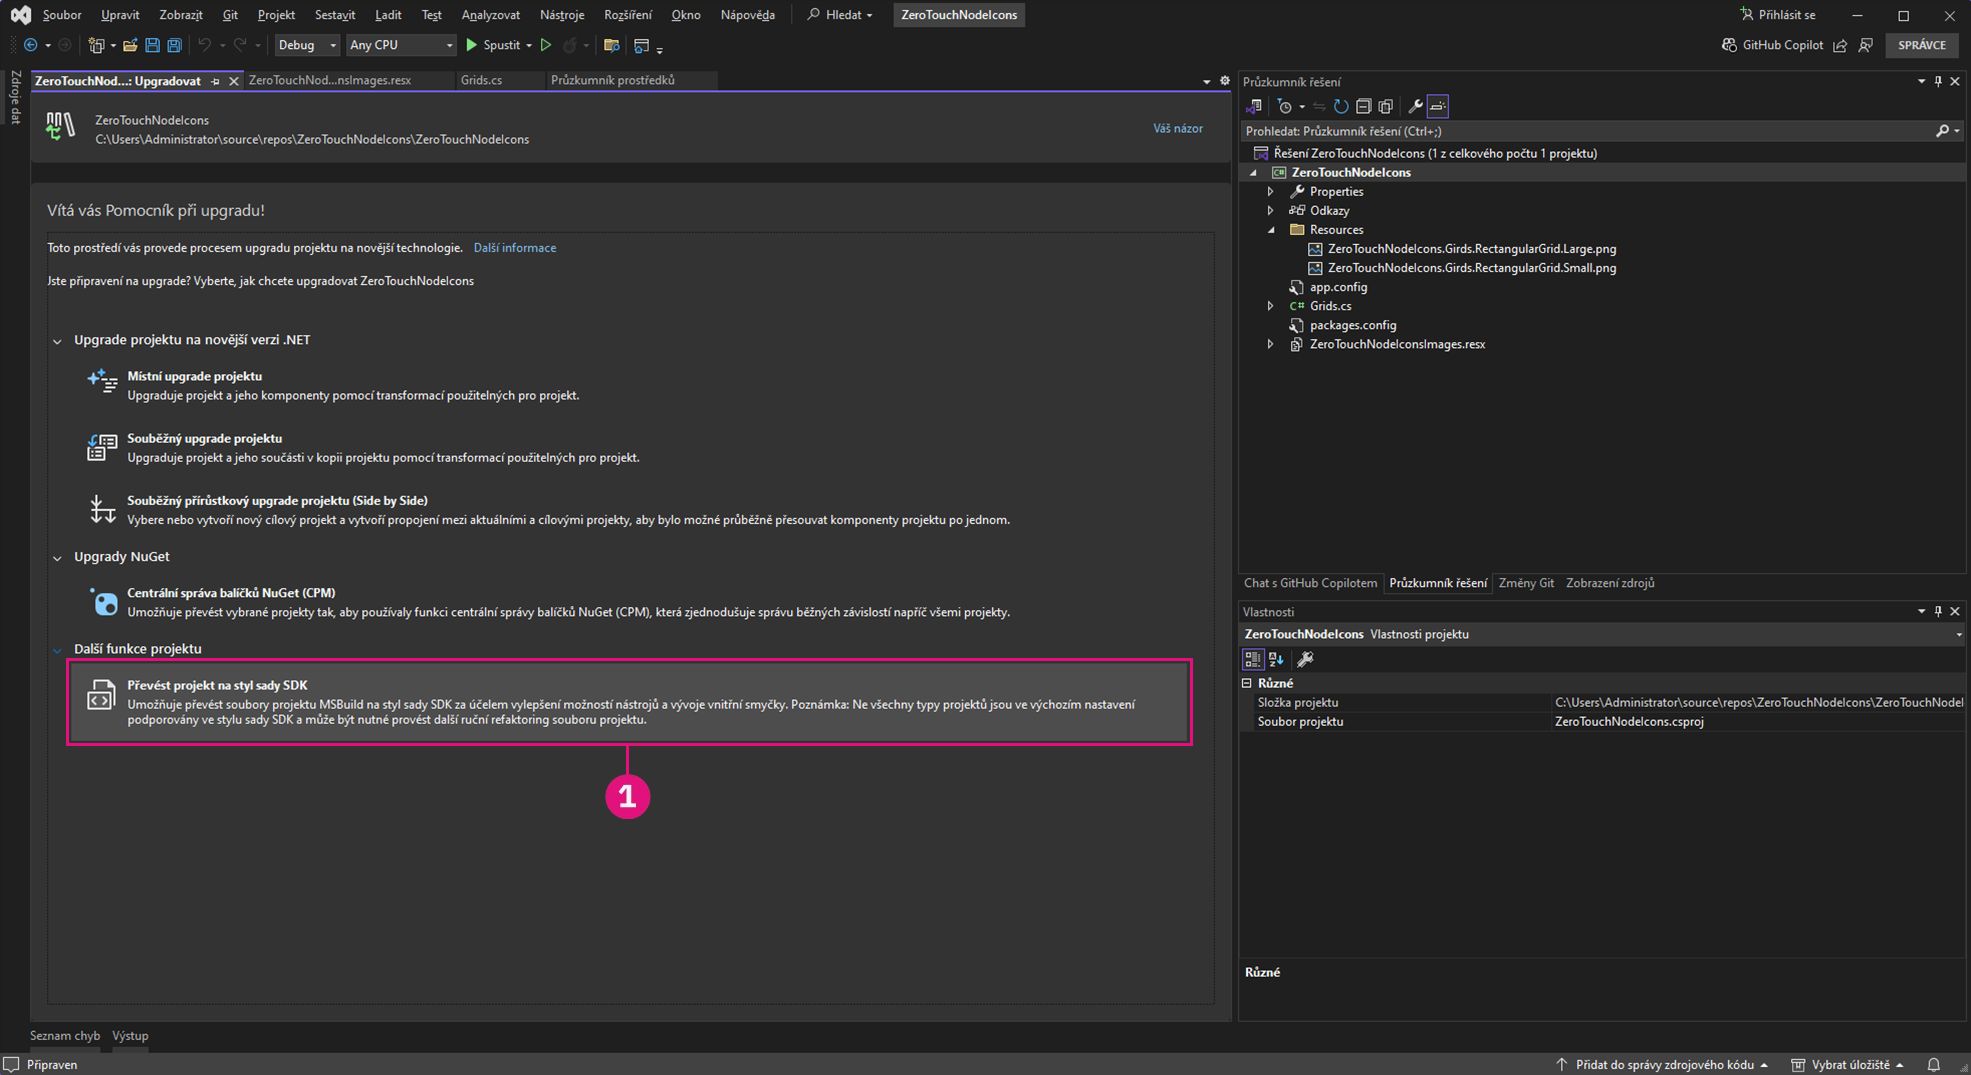 Soubor Upravit Zobrazit Git Projekt Sestavit Ladit Test Analyzovat Nástroje Rozšíření Okno Nápověda Hledat ZeroTouchNodeIcons Přihlásit se
Debug Any CPU Spustit GitHub Copilot SPRÁVCE
Zdroje dat
ZeroTouchNod...: Upgradovat ZeroTouchNod...nsImages.resx Grids.cs Průzkumník prostředků
ZeroTouchNodeIcons
C:\Users\Administrator\source\repos\ZeroTouchNodeIcons\ZeroTouchNodeIcons
Váš názor
Vítá vás Pomocník při upgradu!
Toto prostředí vás provede procesem upgradu projektu na novější technologie. Další informace
Jste připravení na upgrade? Vyberte, jak chcete upgradovat ZeroTouchNodeIcons
Upgrade projektu na novější verzi .NET
Místní upgrade projektu
Upgraduje projekt a jeho komponenty pomocí transformací použitelných pro projekt.
Souběžný upgrade projektu
Upgraduje projekt a jeho součásti v kopii projektu pomocí transformací použitelných pro projekt.
Souběžný přírůstkový upgrade projektu (Side by Side)
Vybere nebo vytvoří nový cílový projekt a vytvoří propojení mezi aktuálními a cílovými projekty, aby bylo možné průběžně přesouvat komponenty projektu po jednom.
Upgrady NuGet
Centrální správa balíčků NuGet (CPM)
Umožňuje převést vybrané projekty tak, aby používaly funkci centrální správy balíčků NuGet (CPM), která zjednodušuje správu běžných závislostí napříč všemi projekty.
Další funkce projektu
Převést projekt na styl sady SDK
Umožňuje převést soubory projektu MSBuild na styl sady SDK za účelem vylepšení možností nástrojů a vývoje vnitřní smyčky. Poznámka: Ne všechny typy projektů jsou ve výchozím nastavení
podporovány ve stylu sady SDK a může být nutné provést další ruční refaktoring souboru projektu.
1
Průzkumník řešení
Prohledat: Průzkumník řešení (Ctrl+;)
Řešení ZeroTouchNodeIcons (1 z celkového počtu 1 projektu)
ZeroTouchNodeIcons
Properties
Odkazy
Resources
ZeroTouchNodeIcons.Girds.RectangularGrid.Large.png
ZeroTouchNodeIcons.Girds.RectangularGrid.Small.png
app.config
C# Grids.cs
packages.config
ZeroTouchNodeIconsImages.resx
Chat s GitHub Copilotem Průzkumník řešení Změny Git Zobrazení zdrojů
Vlastnosti
ZeroTouchNodeIcons Vlastnosti projektu
Různé
Složka projektu C:\Users\Administrator\source\repos\ZeroTouchNodeIcons\ZeroTouchNodeI
Soubor projektu ZeroTouchNodeIcons.csproj
Různé
Seznam chyb Výstup
Připraven Přidat do správy zdrojového kódu Vybrat úložiště